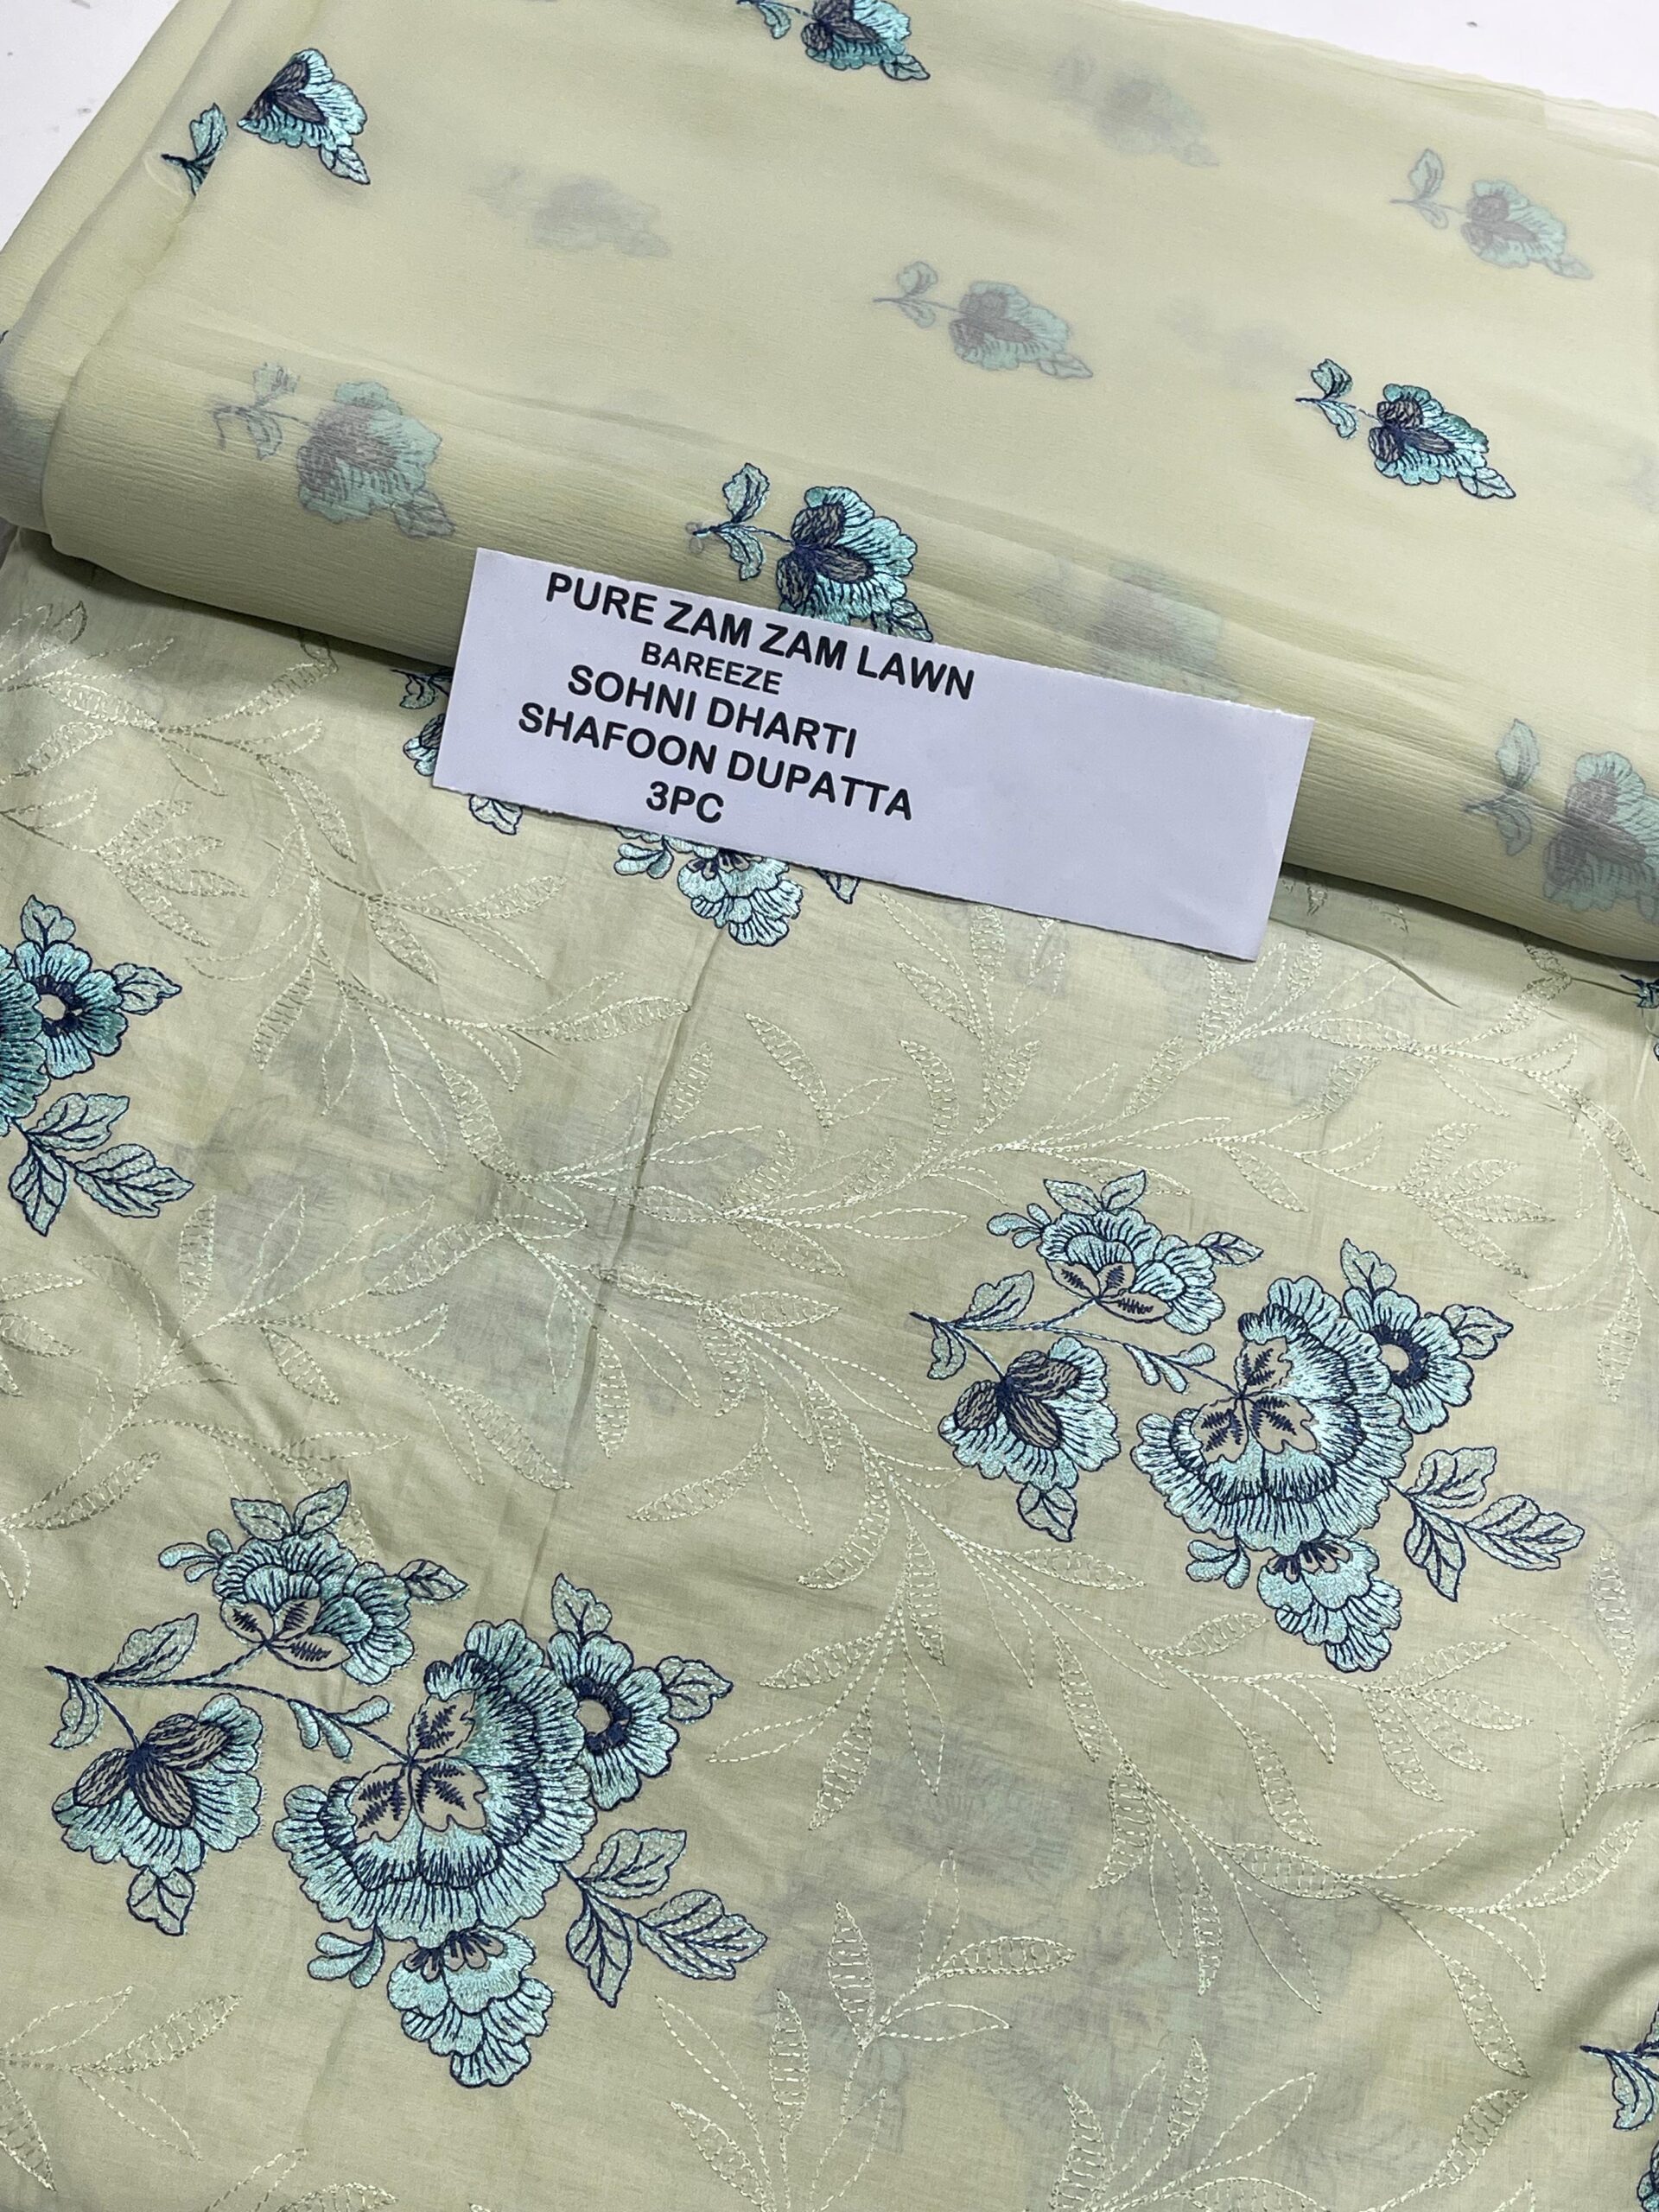 PURE ZAM ZAM LAWN
BAREEZE
SOHNI DHARTI
SHAFOON DUPATTA
3PC